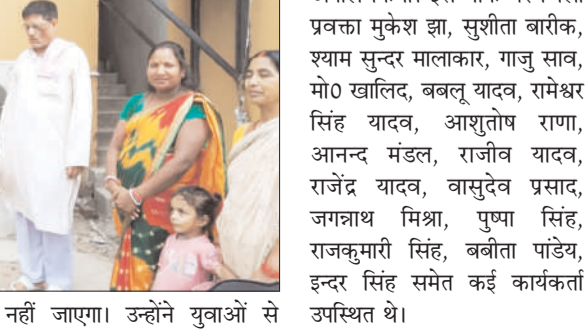 नहीं जाएगा। उन्होंने युवाओं से
प्रवक्ता मुकेश झा, सुशीता बारीक,
श्याम सुन्दर मालाकार, गाजु साव,
मो0 खालिद, बबलू यादव, रामेश्वर
सिंह यादव, आशुतोष राणा,
आनन्द मंडल, राजीव यादव,
राजेंद्र यादव, वासुदेव प्रसाद,
जगन्नाथ मिश्रा, पुष्पा सिंह,
राजकुमारी सिंह, बबीता पांडेय,
इन्दर सिंह समेत कई कार्यकर्ता
उपस्थित थे।